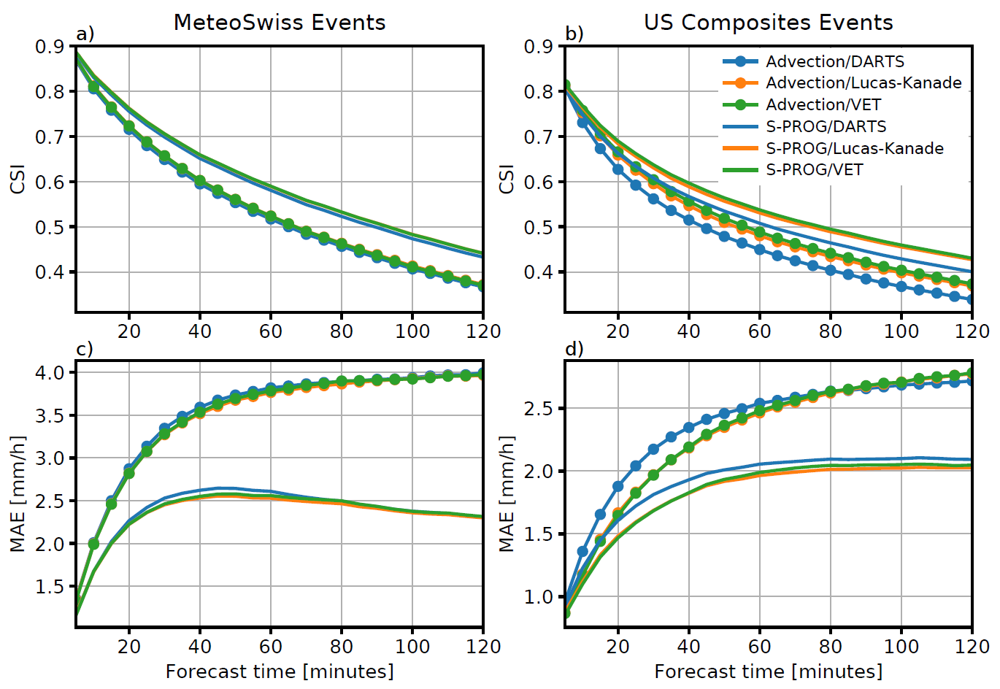 MeteoSwiss Events
US Composites Events
a)
0.9
0.8
0.7
0.6
0.5
0.4
CSI
20 40 60 80 100 120
b)
0.9
0.8
0.7
0.6
0.5
0.4
CSI
Advection/DARTS
Advection/Lucas-Kanade
Advection/VET
S-PROG/DARTS
S-PROG/Lucas-Kanade
S-PROG/VET
20 40 60 80 100 120
c)
4.0
3.5
3.0
2.5
2.0
1.5
MAE [mm/h]
20 40 60 80 100 120
Forecast time [minutes]
d)
2.5
2.0
1.5
1.0
MAE [mm/h]
20 40 60 80 100 120
Forecast time [minutes]